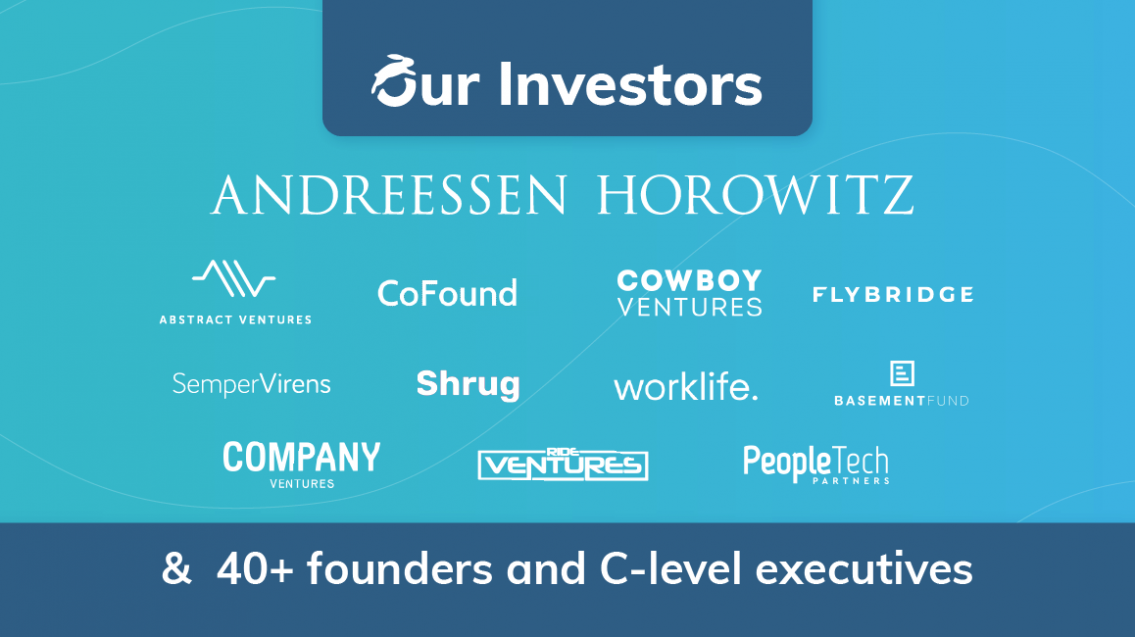 Our Investors
ANDREESSEN HOROWITZ
ABSTRACT VENTURES
CoFound
COWBOY
VENTURES
FLYBRIDGE
SemperVirens
Shrug
worklife.
BASEMENTFUND
COMPANY
VENTURES
RIDE
VENTURES
PeopleTech
PARTNERS
& 40+ founders and C-level executives